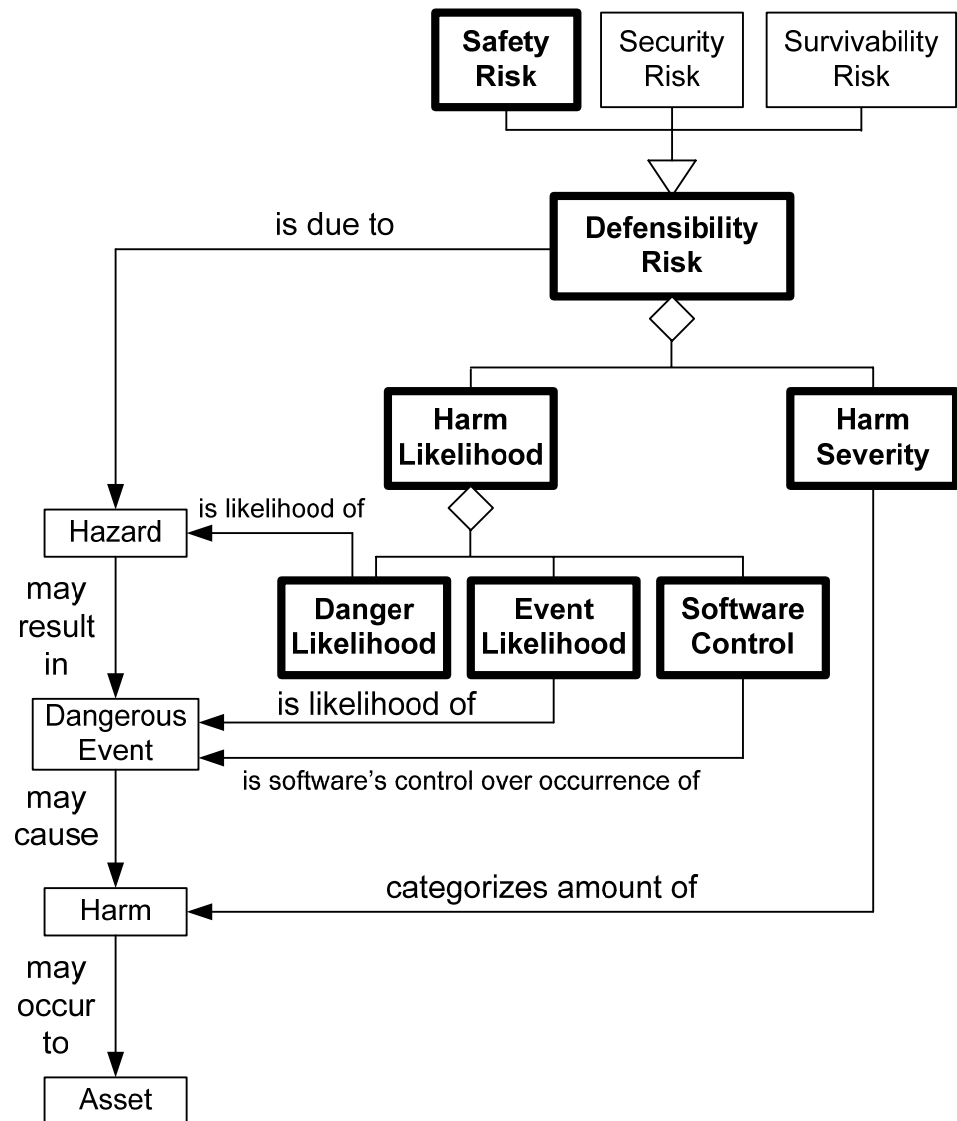 Safety
Risk
Security
Risk
Survivability
Risk
is due to
Defensibility
Risk
Harm
Likelihood
Harm
Severity
is likelihood of
Hazard
may
result
in
Danger
Likelihood
Event
Likelihood
Software
Control
is likelihood of
Dangerous
Event
is software’s control over occurrence of
may
cause
categorizes amount of
Harm
may
occur
to
Asset